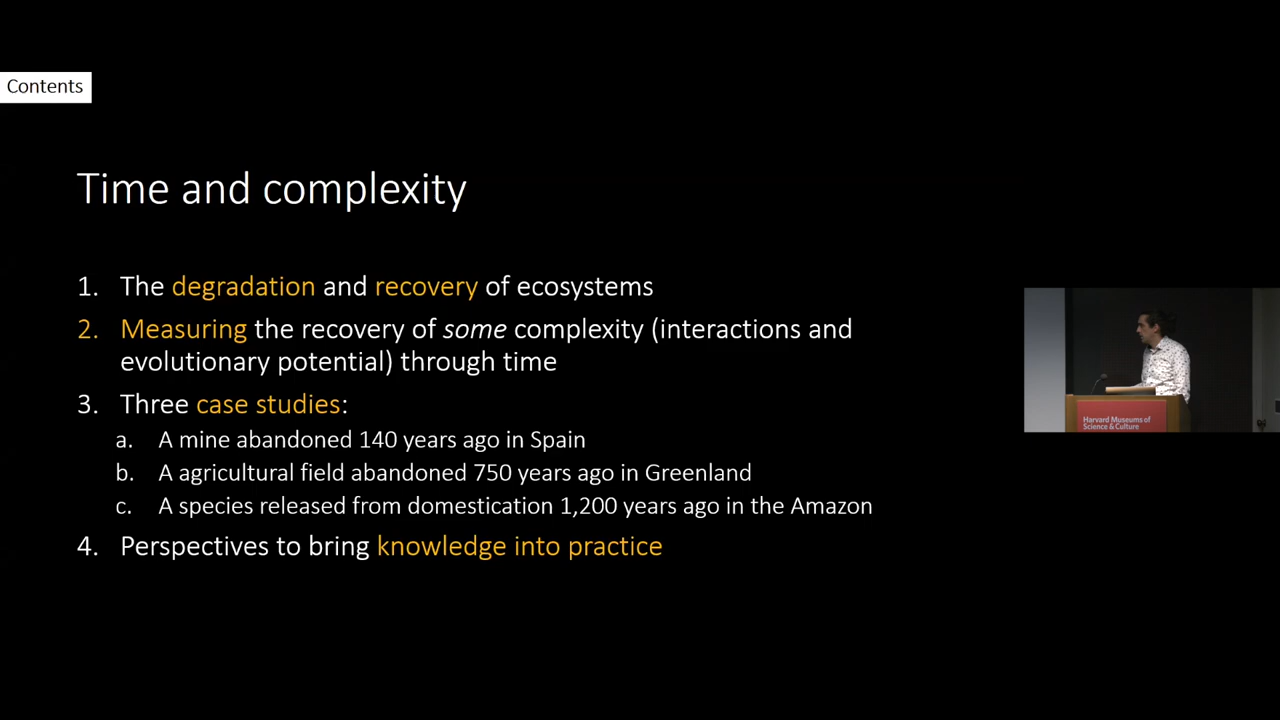 Contents
Time and complexity
1. The degradation and recovery of ecosystems
2. Measuring the recovery of some complexity (interactions and
evolutionary potential) through time
3. Three case studies:
a. A mine abandoned 140 years ago in Spain
b. A agricultural field abandoned 750 years ago in Greenland
c. A species released from domestication 1,200 years ago in the Amazon
4. Perspectives to bring knowledge into practice
Harvard Museums of
Science & Culture